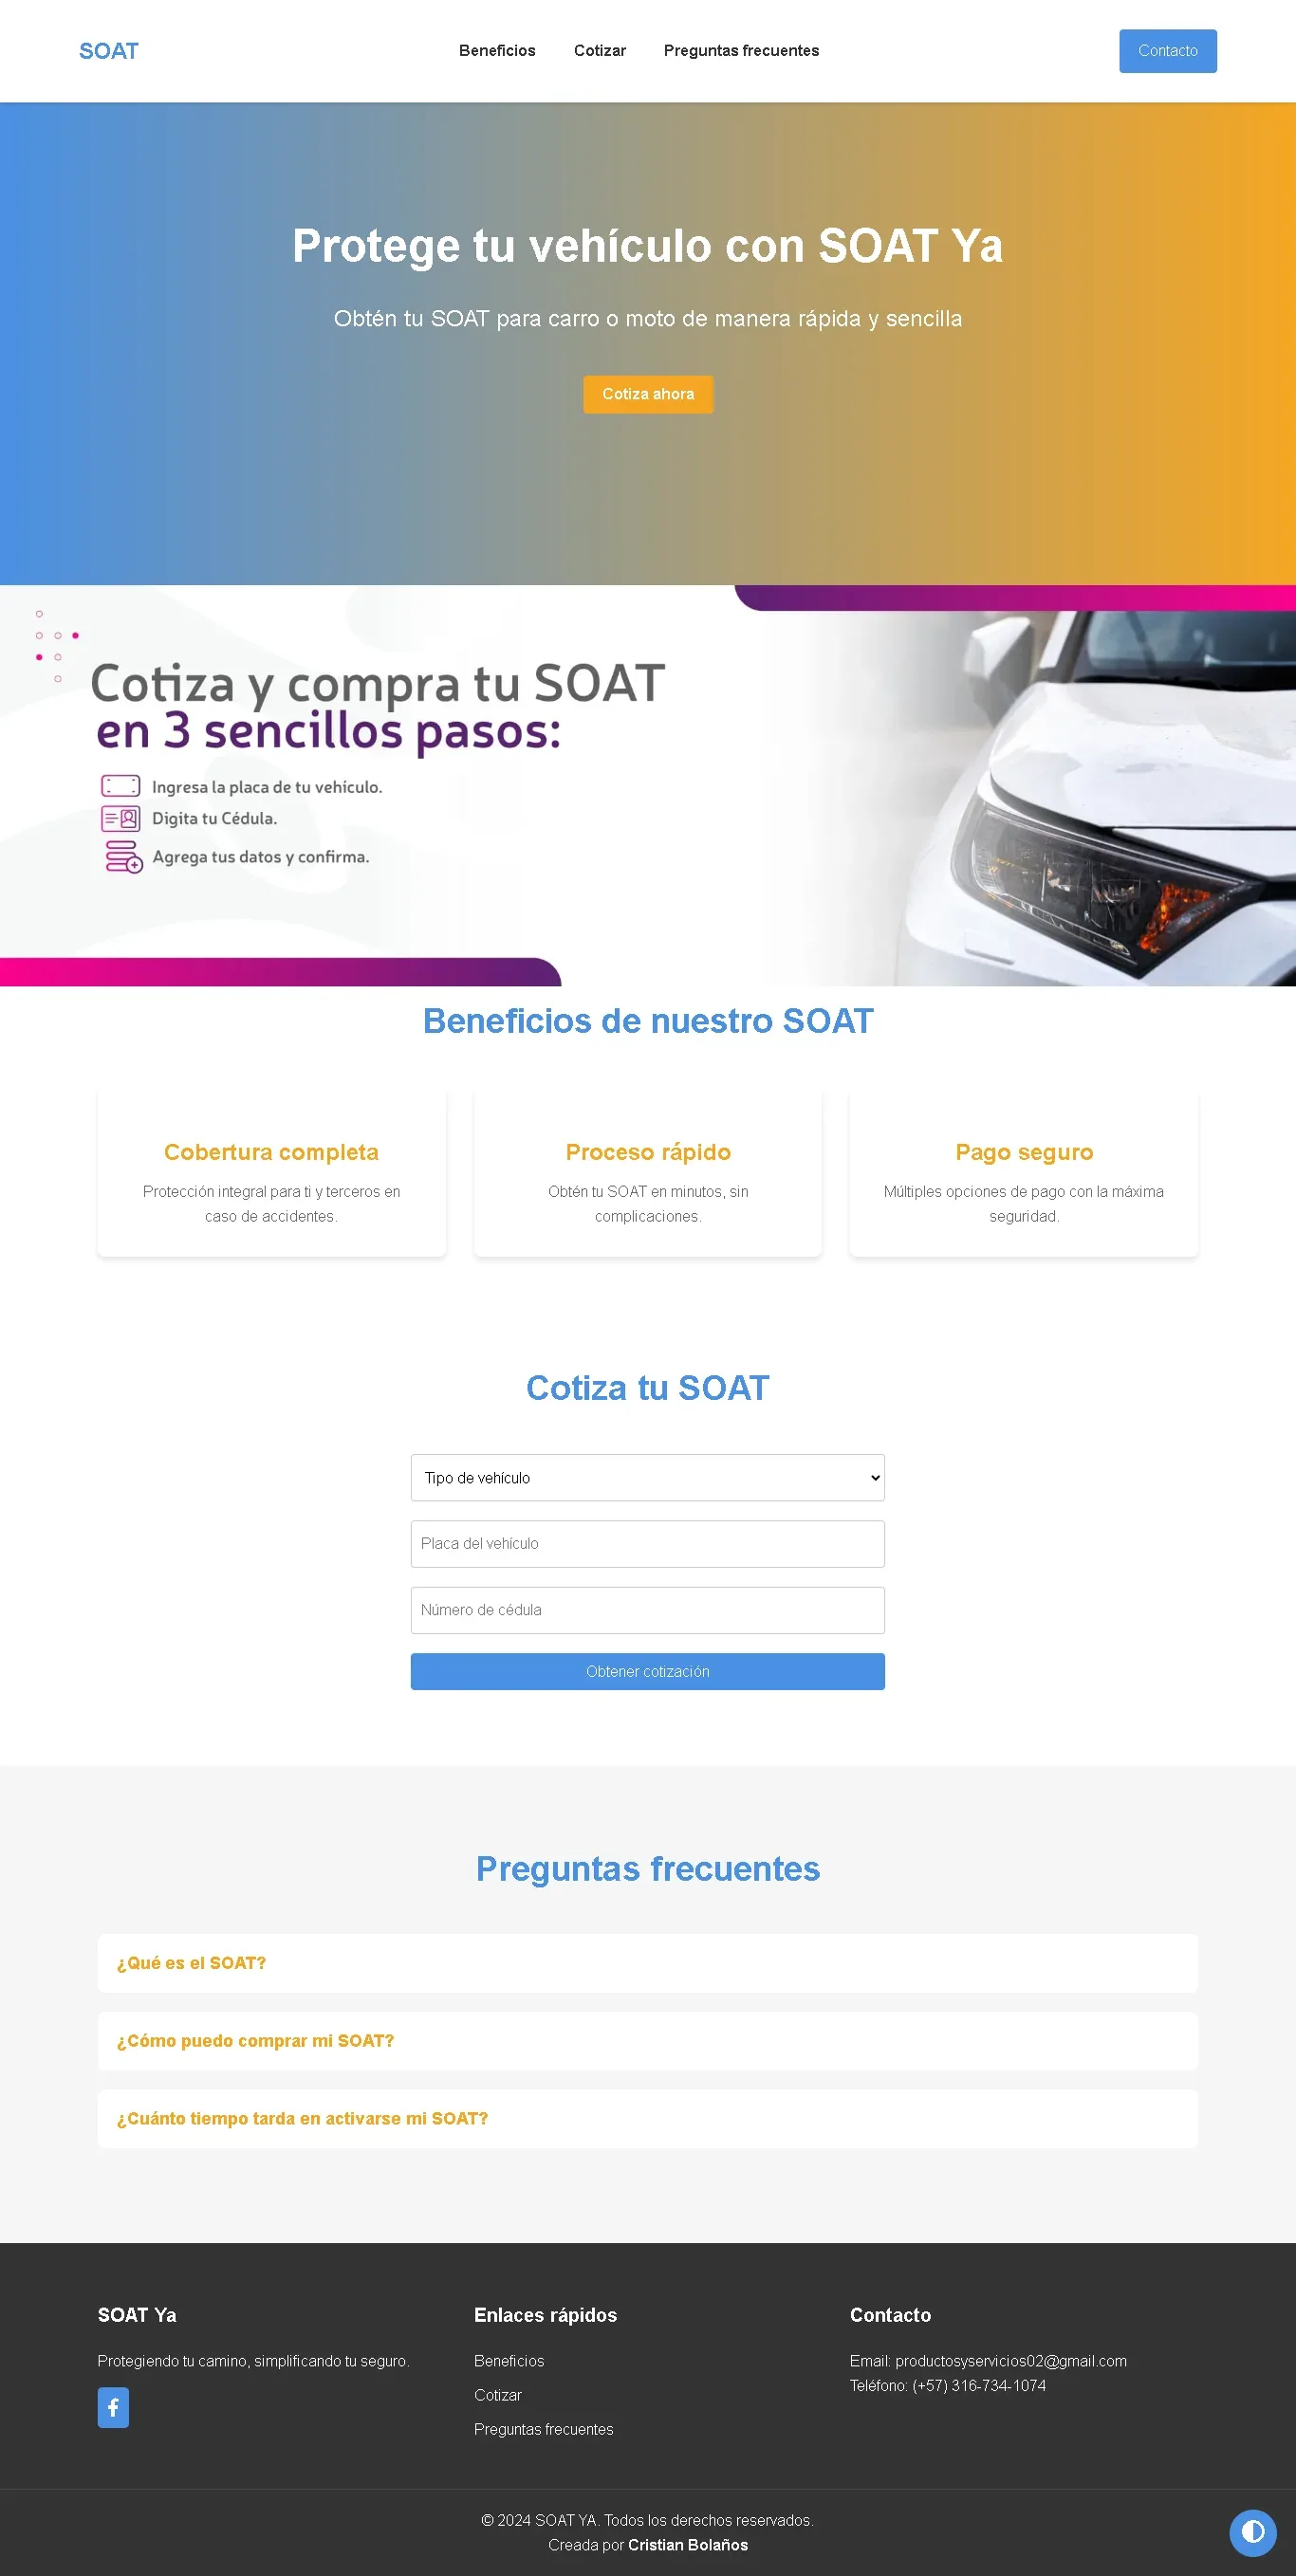 SOAT
Beneficios
Cotizar
Preguntas frecuentes
Contacto
Protege tu vehículo con SOAT Ya
Obtén tu SOAT para carro o moto de manera rápida y sencilla
Cotiza ahora
Cotiza y compra tu SOAT
en 3 sencillos pasos:
Ingresa la placa de tu vehículo.
Digita tu Cédula.
Agrega tus datos y confirma.
Beneficios de nuestro SOAT
Cobertura completa
Protección integral para ti y terceros en
caso de accidentes.
Proceso rápido
Obtén tu SOAT en minutos, sin
complicaciones.
Pago seguro
Múltiples opciones de pago con la máxima
seguridad.
Cotiza tu SOAT
Tipo de vehículo
Placa del vehículo
Número de cédula
Obtener cotización
Preguntas frecuentes
¿Qué es el SOAT?
¿Cómo puedo comprar mi SOAT?
¿Cuánto tiempo tarda en activarse mi SOAT?
SOAT Ya
Protegiendo tu camino, simplificando tu seguro.
Enlaces rápidos
Beneficios
Cotizar
Preguntas frecuentes
Contacto
Email: productosyservicios02@gmail.com
Teléfono: (+57) 316-734-1074
© 2024 SOAT YA. Todos los derechos reservados.
Creada por Cristian Bolaños